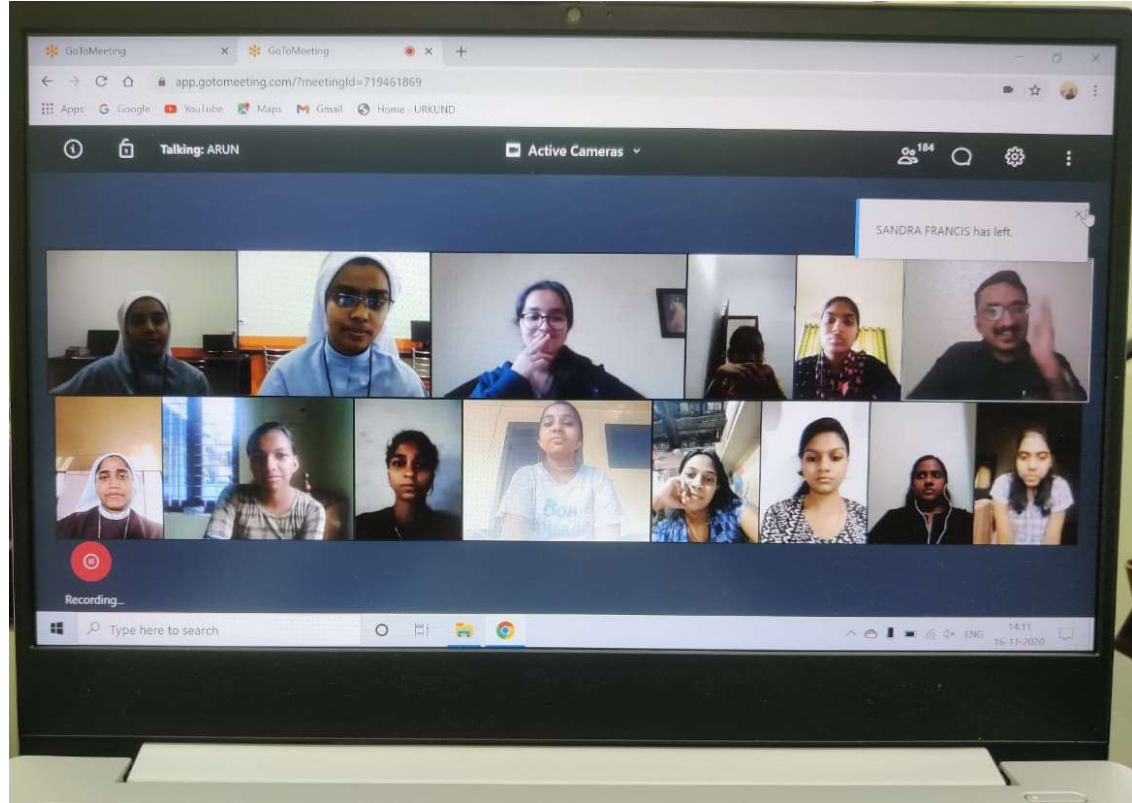 GoToMeeting
GoToMeeting
app.gotomeeting.com/?meetingId=719461869
Apps Google YouTube Maps Gmail Home - URKUND
Talking: ARUN
Active Cameras
184
SANDRA FRANCIS has left.
BON
Recording...
Type here to search
ENG
14:11
16-11-2020